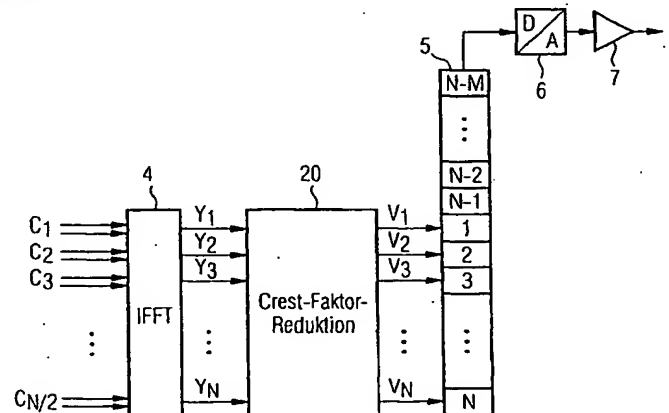 5
D
A
6
7
N-M
⋮
N-2
N-1
1
2
3
⋮
N
4
IFFT
20
Crest-Faktor-
Reduktion
C1
C2
C3
⋮
CN/2
Y1
Y2
Y3
⋮
YN
V1
V2
V3
⋮
VN